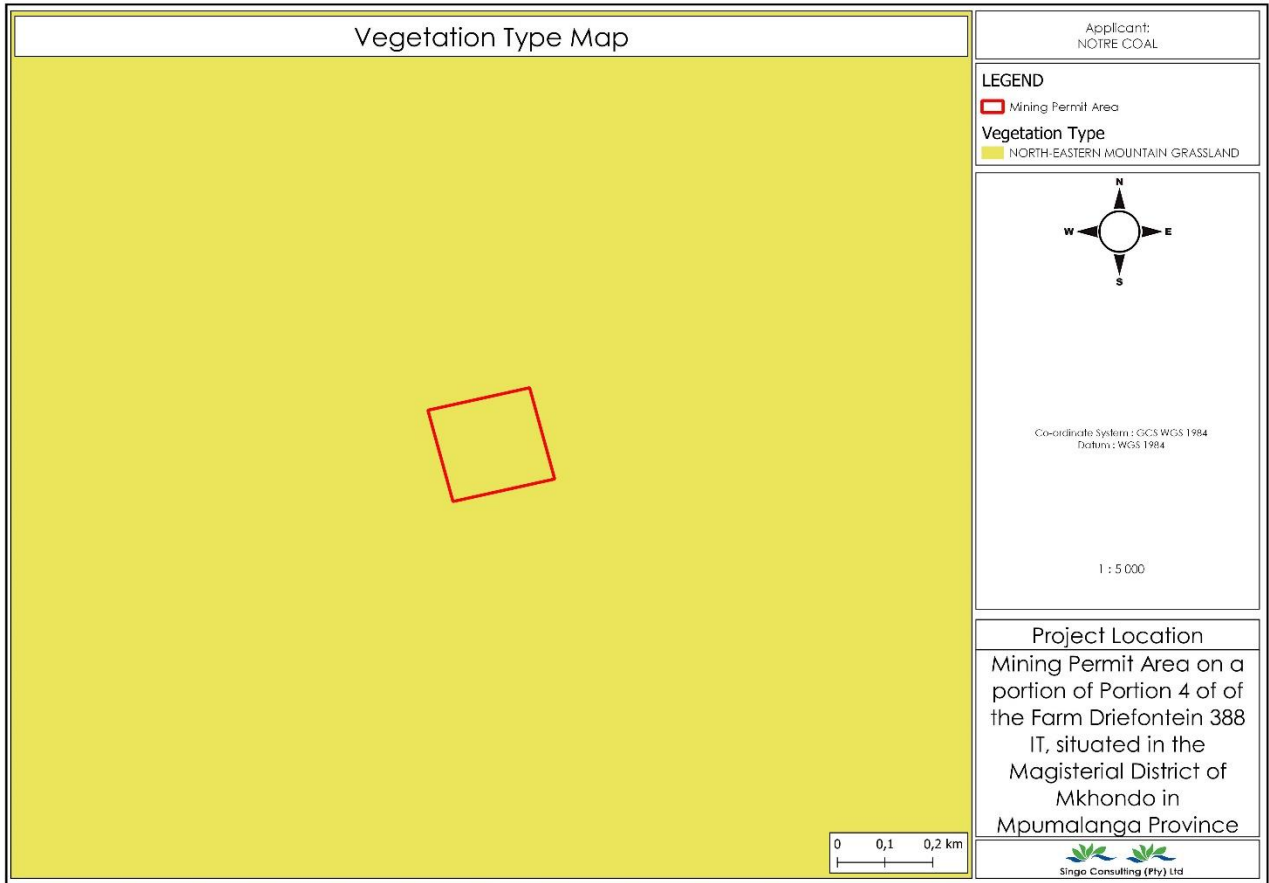 Vegetation Type Map
Applicant:
NOTRE COAL
LEGEND
Mining Permit Area
Vegetation Type
NORTH-EASTERN MOUNTAIN GRASSLAND
N
W E
S
Co-ordinate System : GCS WGS 1984
Datum : WGS 1984
1 : 5 000
Project Location
Mining Permit Area on a
portion of Portion 4 of of
the Farm Driefontein 388
IT, situated in the
Magisterial District of
Mkhondo in
Mpumalanga Province
0 0,1 0,2 km
Singo Consulting (Pty) Ltd